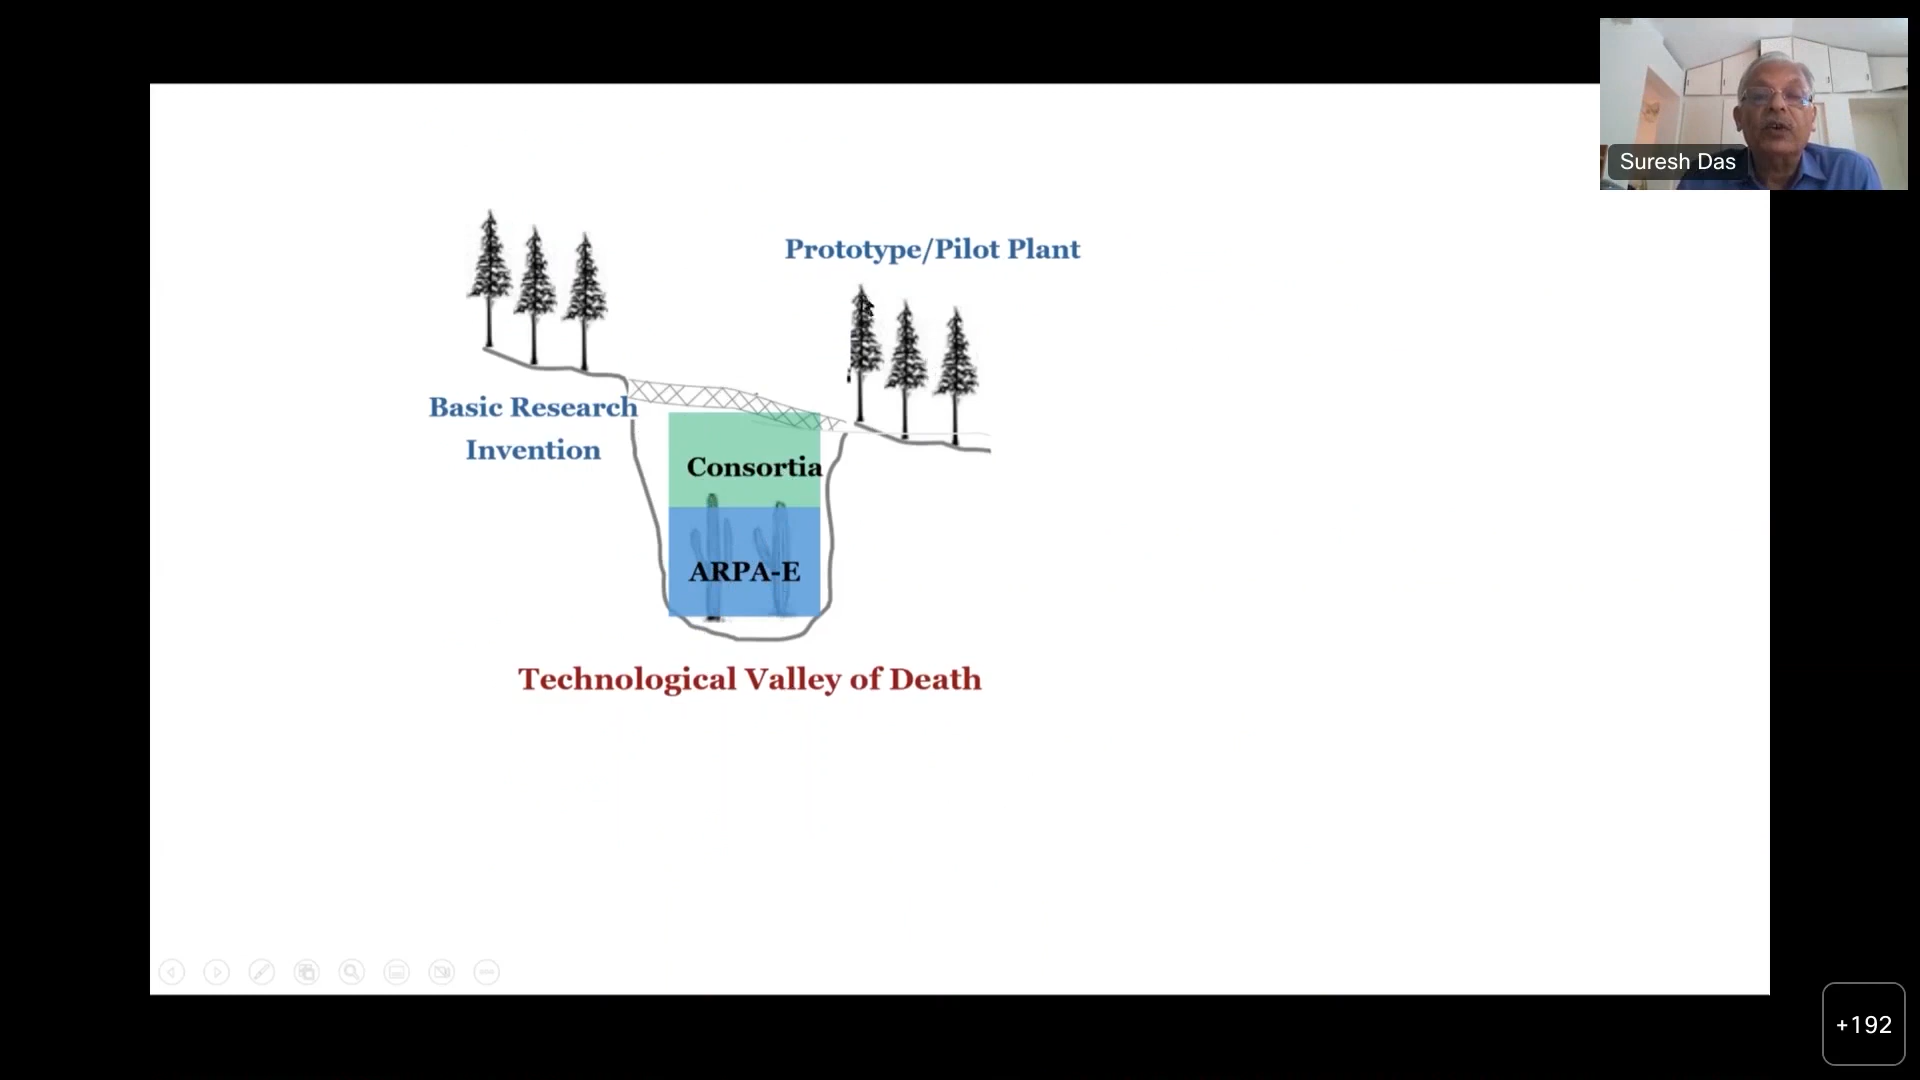 Suresh Das
Prototype/Pilot Plant
Basic Research
Invention
Consortia
ARPA-E
Technological Valley of Death
+192